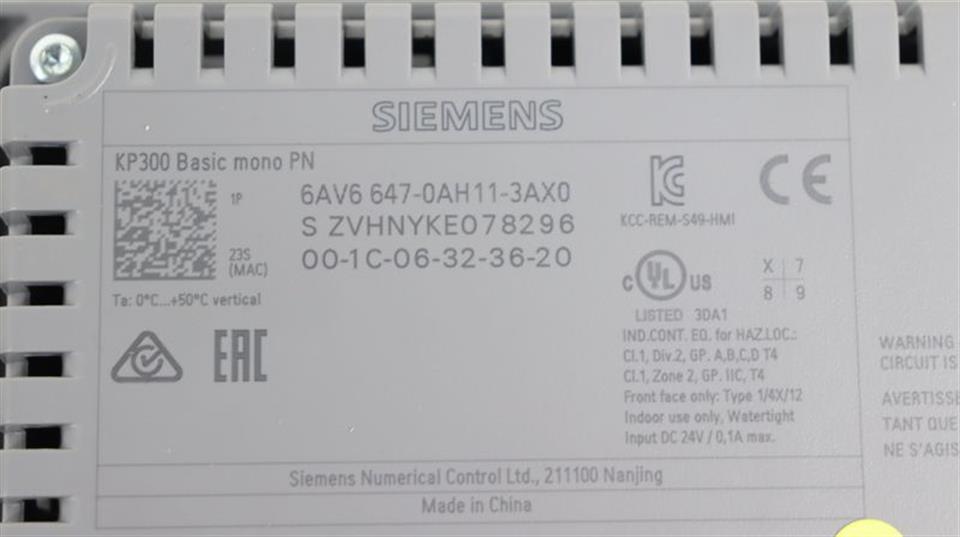 SIEMENS
KP300 Basic mono PN
1P 6AV6 647-0AH11-3AX0
S ZVHNYKE078296
23S (MAC) 00-1C-06-32-36-20
Ta: 0°C...+50°C vertical
EAC
KCC-REM-S49-HMI
CE
c UL US
LISTED 3DA1
X 7
8 9
IND.CONT. EQ. for HAZ.LOC.:
Cl.1, Div.2, GP. A,B,C,D T4
Cl.1, Zone 2, GP. IIC, T4
Front face only: Type 1/4X/12
Indoor use only, Watertight
Input DC 24V / 0,1A max.
Siemens Numerical Control Ltd., 211100 Nanjing
Made in China
WARNING
CIRCUIT IS
AVERTISSE
TANT QUE
NE S'AGIS